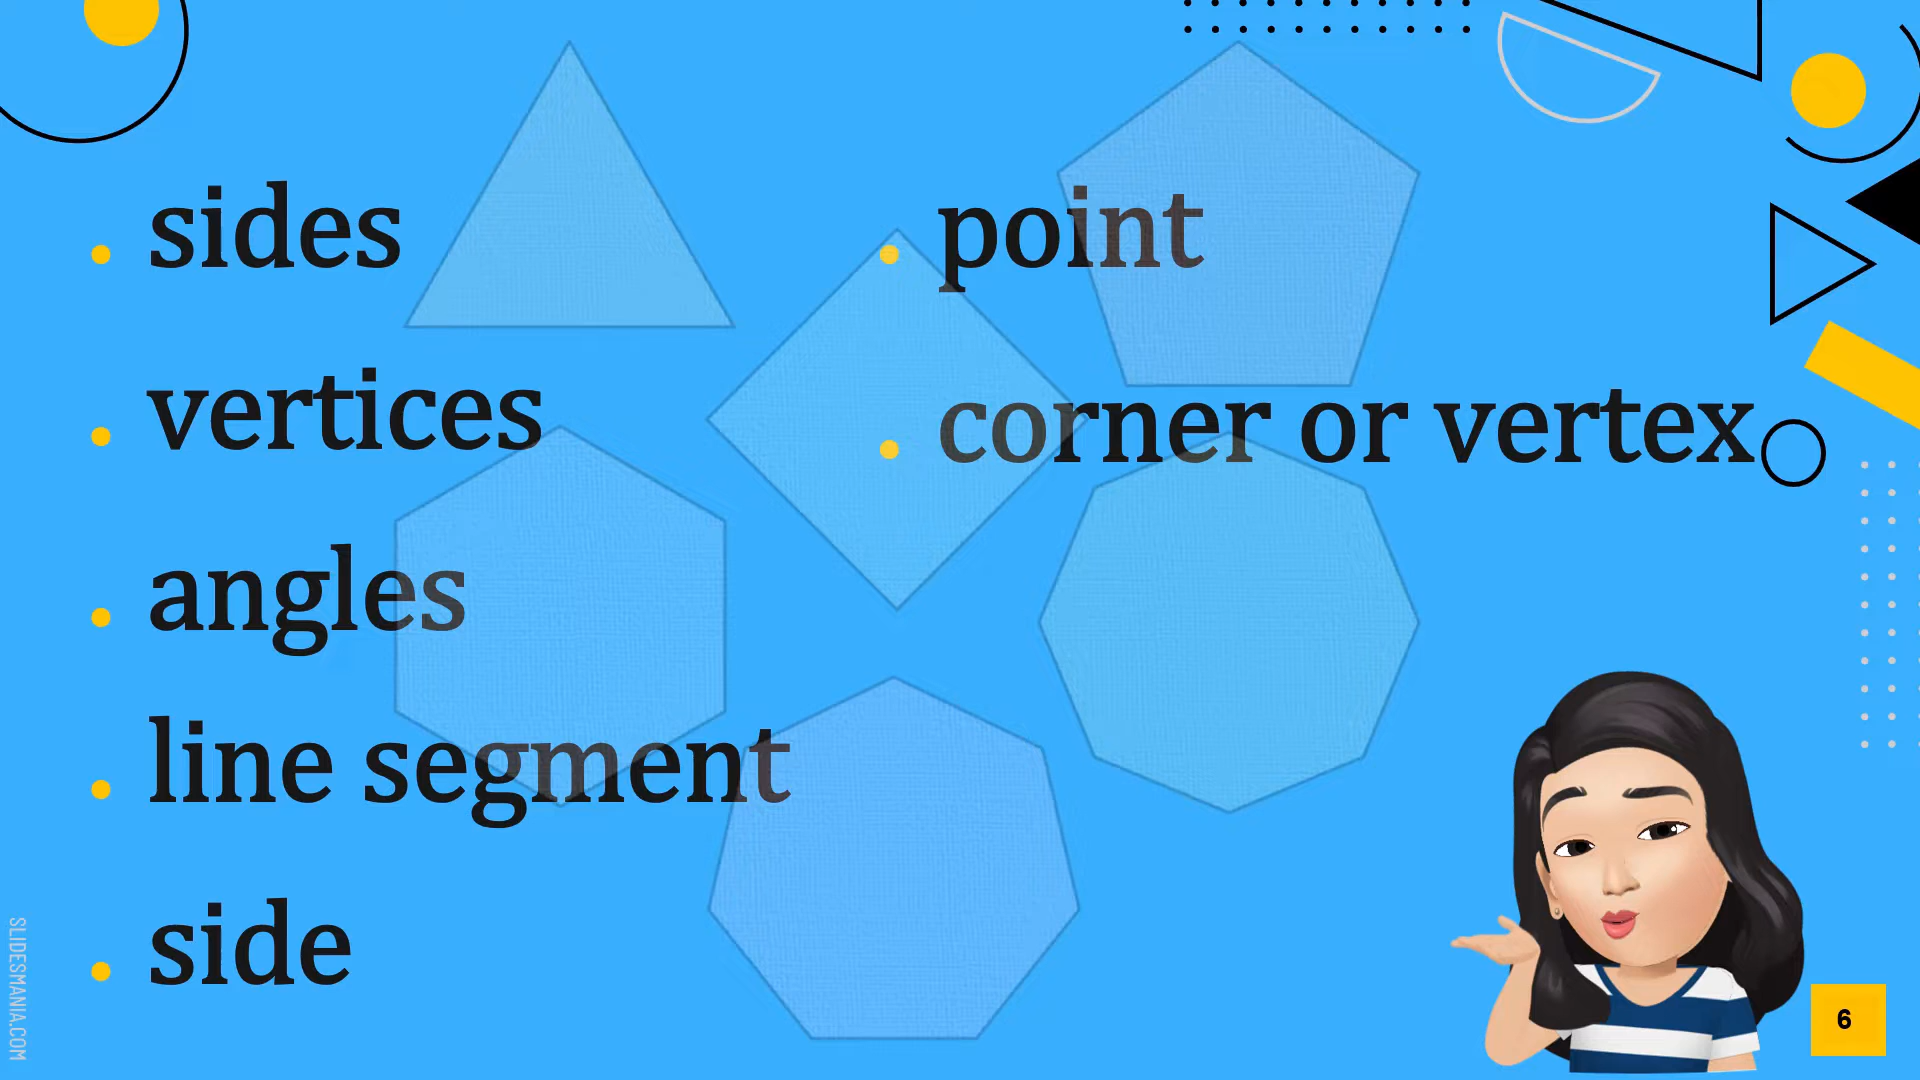 sides
vertices
angles
line segment
side
point
corner or vertex
SLIDESMANIA.COM
6